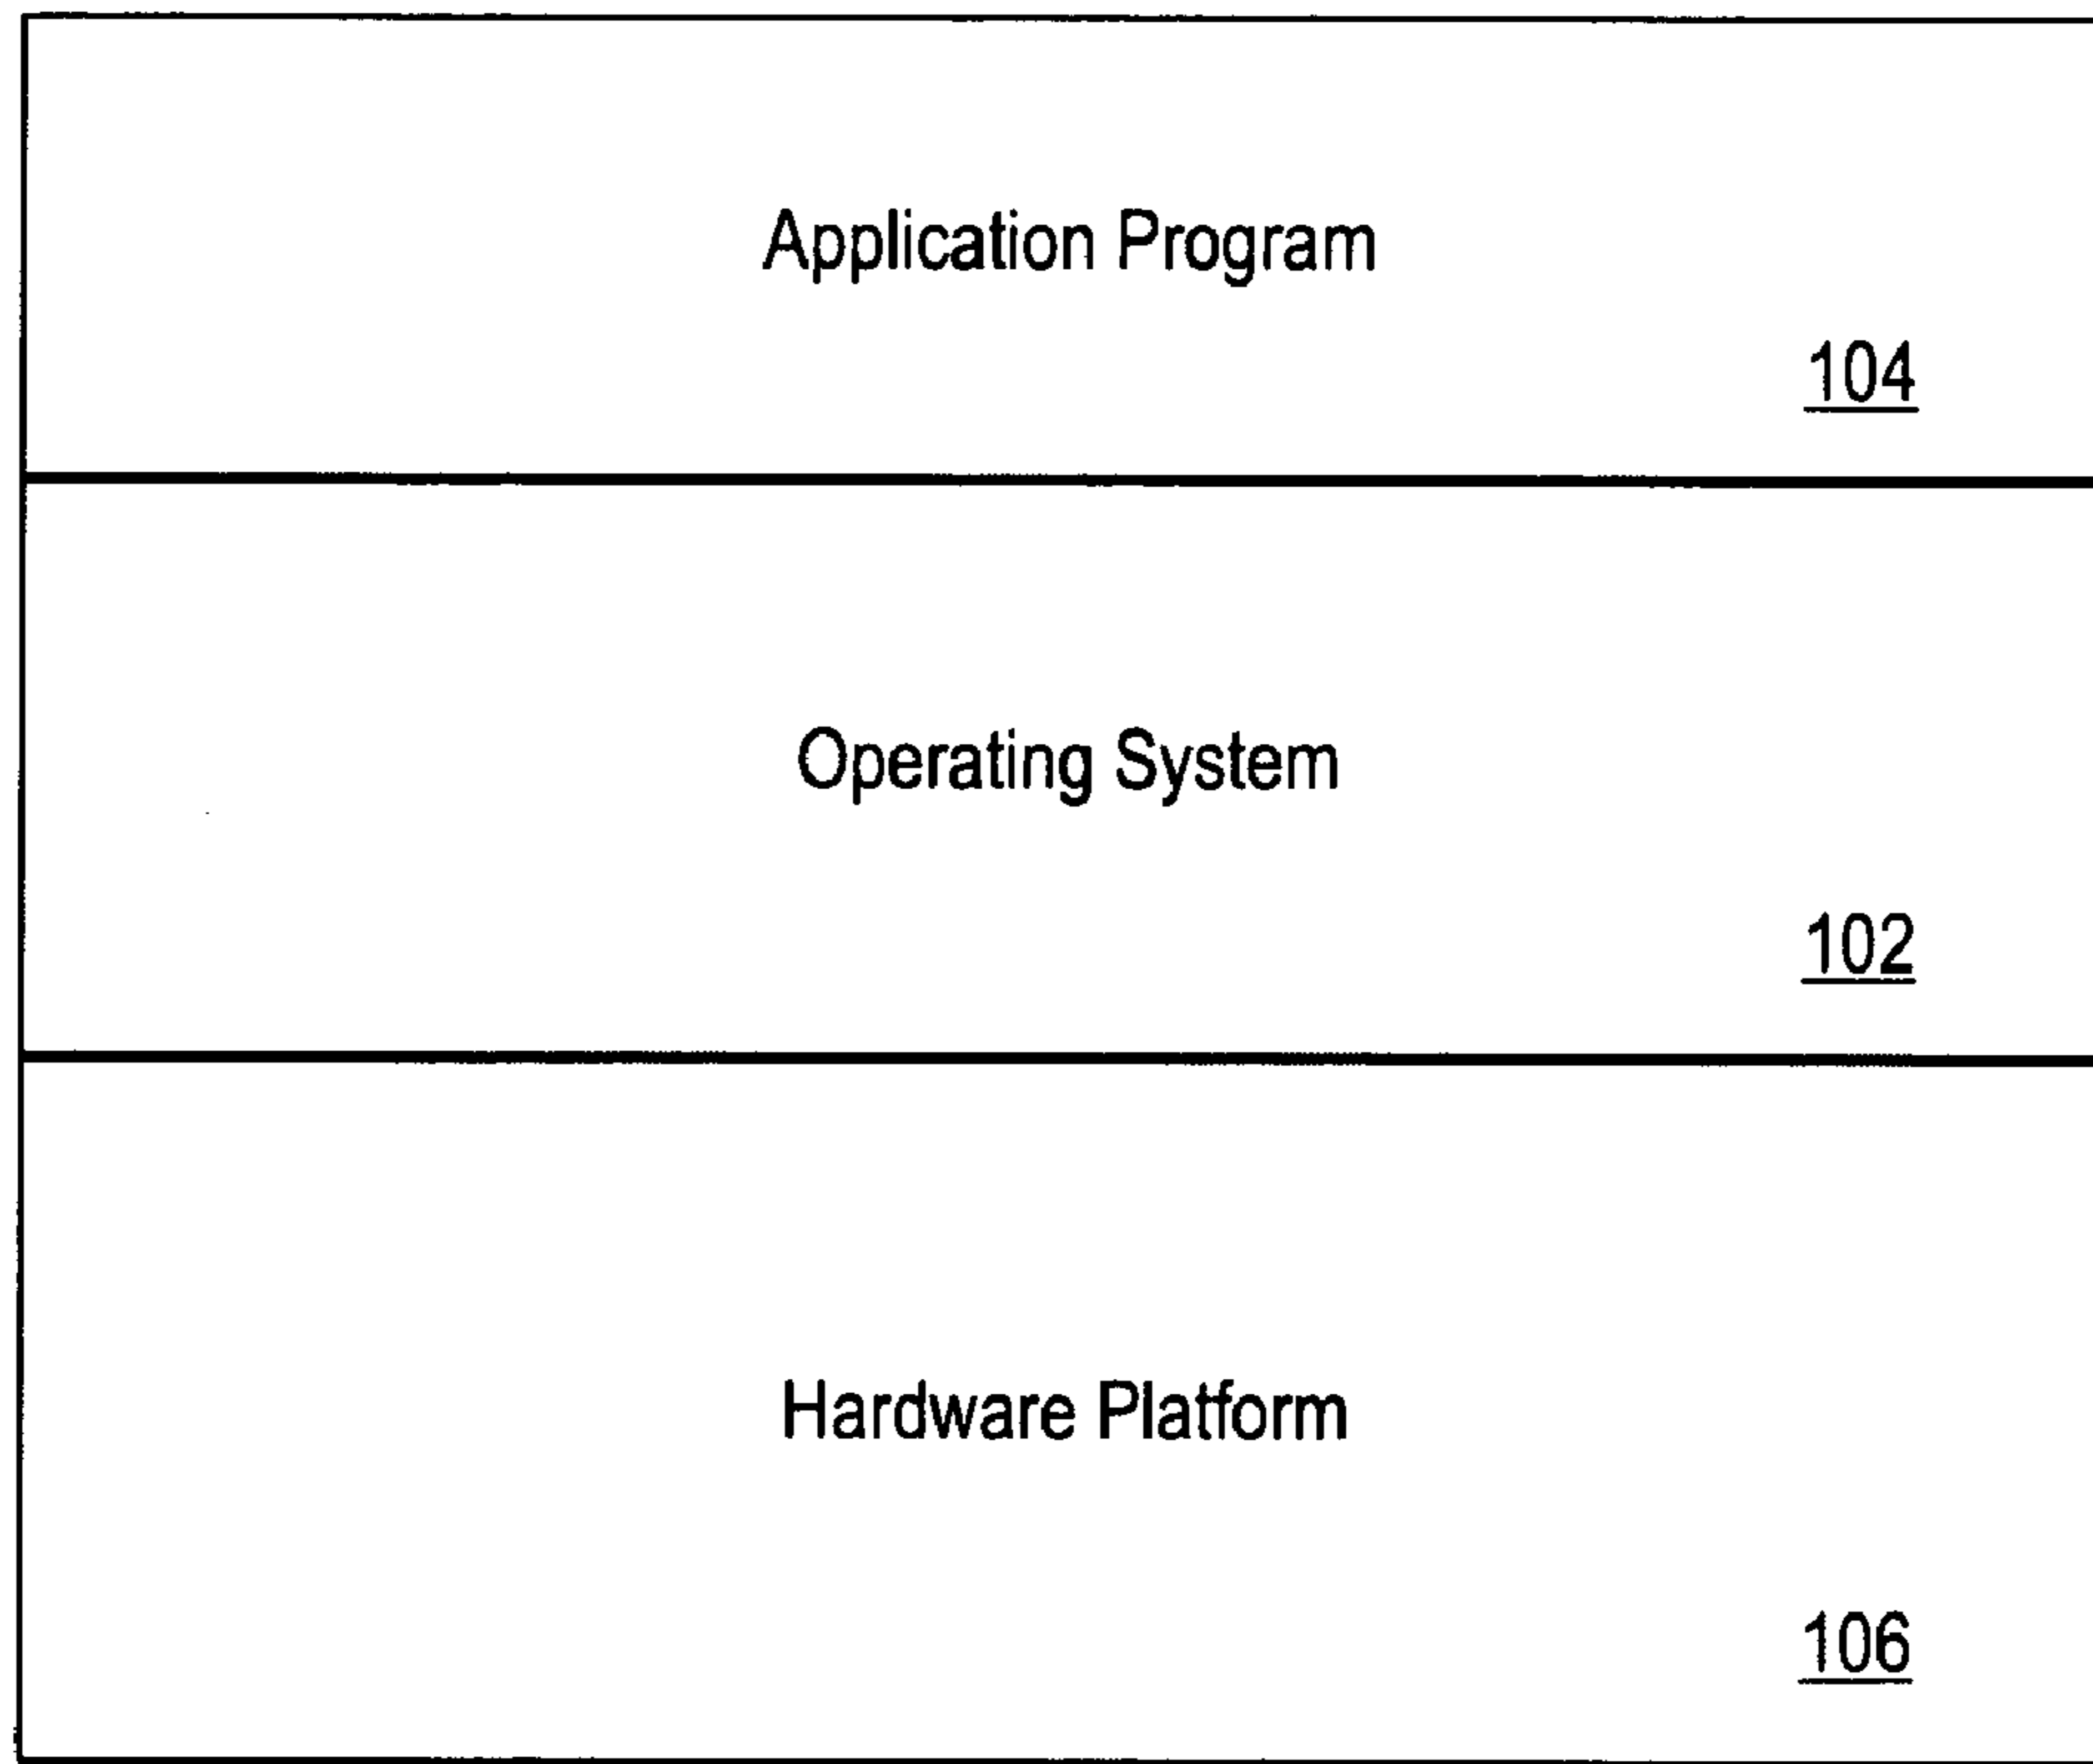 Application Program
104
Operating System
102
Hardware Platform
106